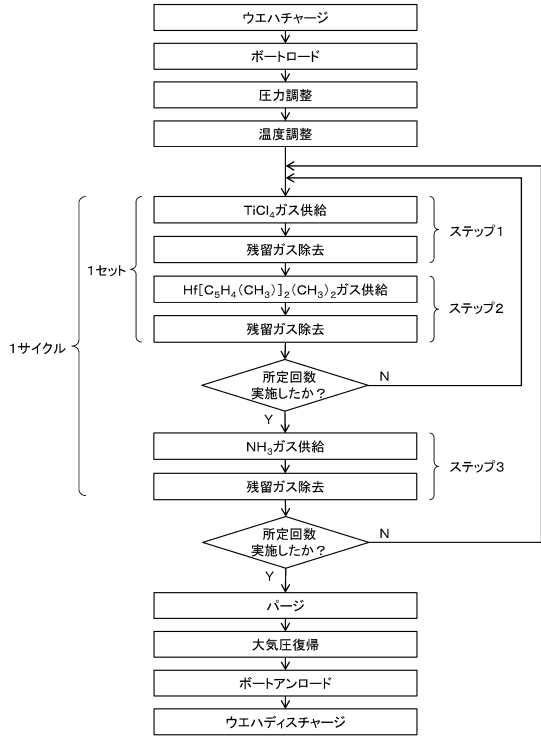 ウエハチャージ
ボートロード
圧力調整
温度調整
TiCl₄ガス供給
残留ガス除去
ステップ1
1セット
Hf[C₅H₄(CH₃)]₂(CH₃)₂ガス供給
残留ガス除去
ステップ2
1サイクル
所定回数
実施したか?
N
Y
NH₃ガス供給
残留ガス除去
ステップ3
所定回数
実施したか?
N
Y
パージ
大気圧復帰
ボートアンロード
ウエハディスチャージ